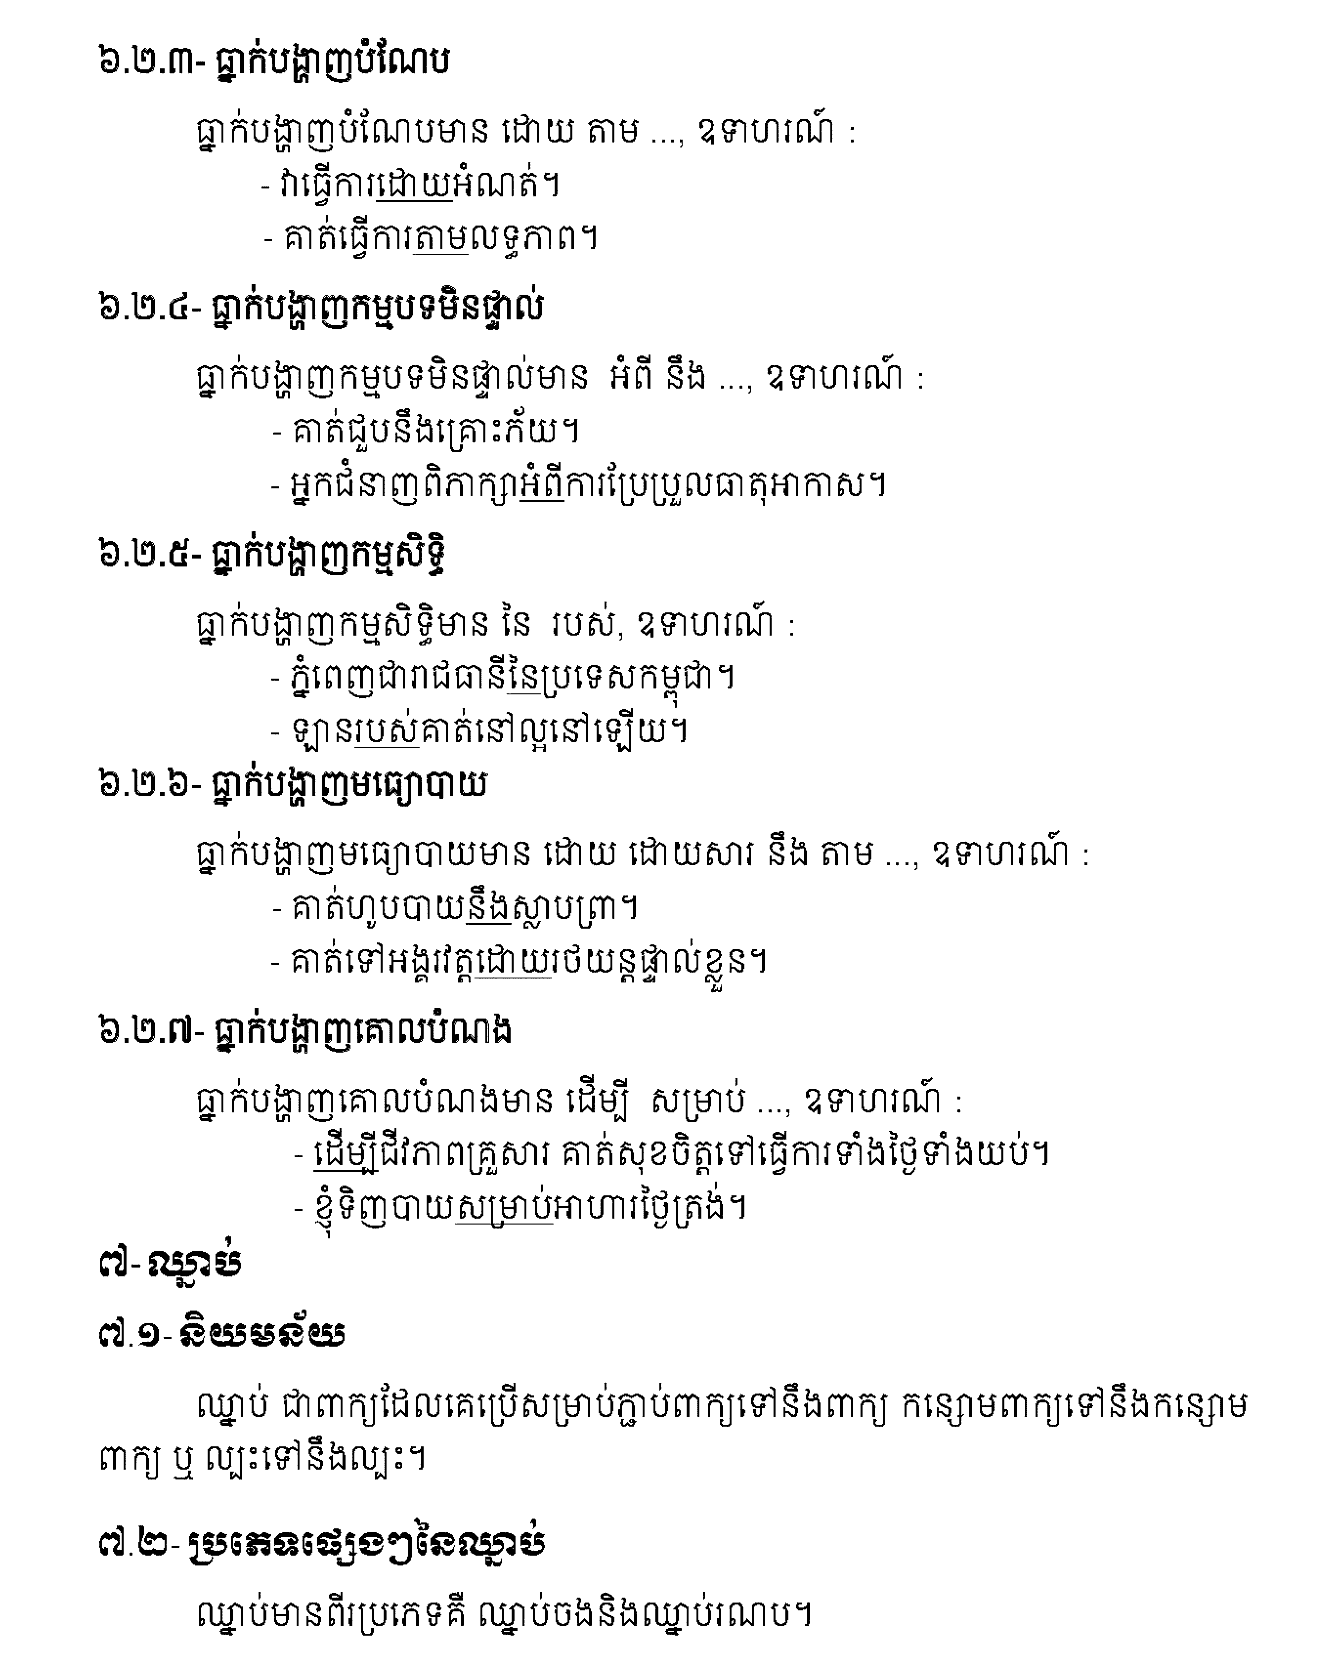 ៦.២.៣- ធ្នាក់បង្ហាញបំណែប
ធ្នាក់បង្ហាញបំណែបមាន ដោយ តាម ..., ឧទាហរណ៍ :
- វាធ្វើការដោយអំណត់។
- គាត់ធ្វើការតាមលទ្ធភាព។
៦.២.៤- ធ្នាក់បង្ហាញកម្មបទមិនផ្ទាល់
ធ្នាក់បង្ហាញកម្មបទមិនផ្ទាល់មាន អំពី នឹង ..., ឧទាហរណ៍ :
- គាត់ជួបនឹងគ្រោះភ័យ។
- អ្នកជំនាញពិភាក្សាអំពីការប្រែប្រួលធាតុអាកាស។
៦.២.៥- ធ្នាក់បង្ហាញកម្មសិទ្ធិ
ធ្នាក់បង្ហាញកម្មសិទ្ធិមាន នៃ របស់, ឧទាហរណ៍ :
- ភ្នំពេញជារាជធានីនៃប្រទេសកម្ពុជា។
- ឡានរបស់គាត់នៅល្អនៅឡើយ។
៦.២.៦- ធ្នាក់បង្ហាញមធ្យោបាយ
ធ្នាក់បង្ហាញមធ្យោបាយមាន ដោយ ដោយសារ នឹង តាម ..., ឧទាហរណ៍ :
- គាត់ហូបបាយនឹងស្លាបព្រា។
- គាត់ទៅអង្គរវត្តដោយរថយន្តផ្ទាល់ខ្លួន។
៦.២.៧- ធ្នាក់បង្ហាញគោលបំណង
ធ្នាក់បង្ហាញគោលបំណងមាន ដើម្បី សម្រាប់ ..., ឧទាហរណ៍ :
- ដើម្បីជីវភាពគ្រួសារ គាត់សុខចិត្តទៅធ្វើការទាំងថ្ងៃទាំងយប់។
- ខ្ញុំទិញបាយសម្រាប់អាហារថ្ងៃត្រង់។
៧- ឈ្នាប់
៧.១- និយមន័យ
ឈ្នាប់ ជាពាក្យដែលគេប្រើសម្រាប់ភ្ជាប់ពាក្យទៅនឹងពាក្យ កន្សោមពាក្យទៅនឹងកន្សោម
ពាក្យ ឬ ល្បះទៅនឹងល្បះ។
៧.២- ប្រភេទផ្សេងៗនៃឈ្នាប់
ឈ្នាប់មានពីរប្រភេទគឺ ឈ្នាប់ចងនិងឈ្នាប់រណប។